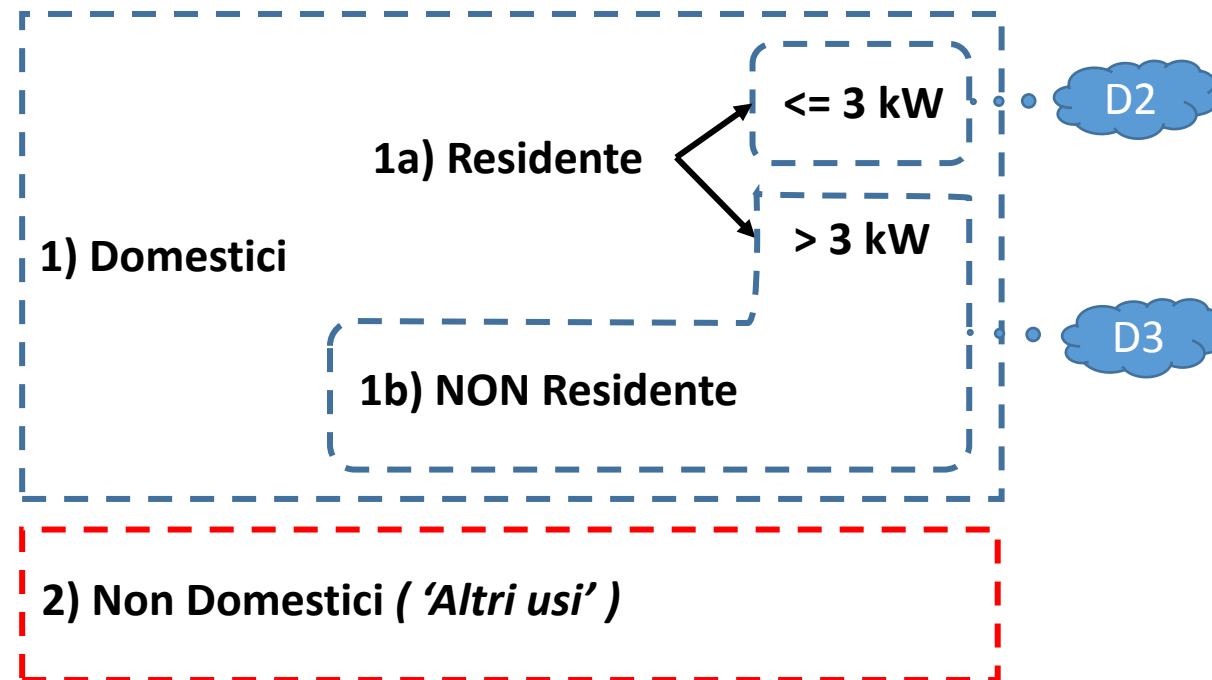 <= 3 kW
D2
1a) Residente
> 3 kW
1) Domestici
D3
1b) NON Residente
2) Non Domestici ( ‘Altri usi’ )